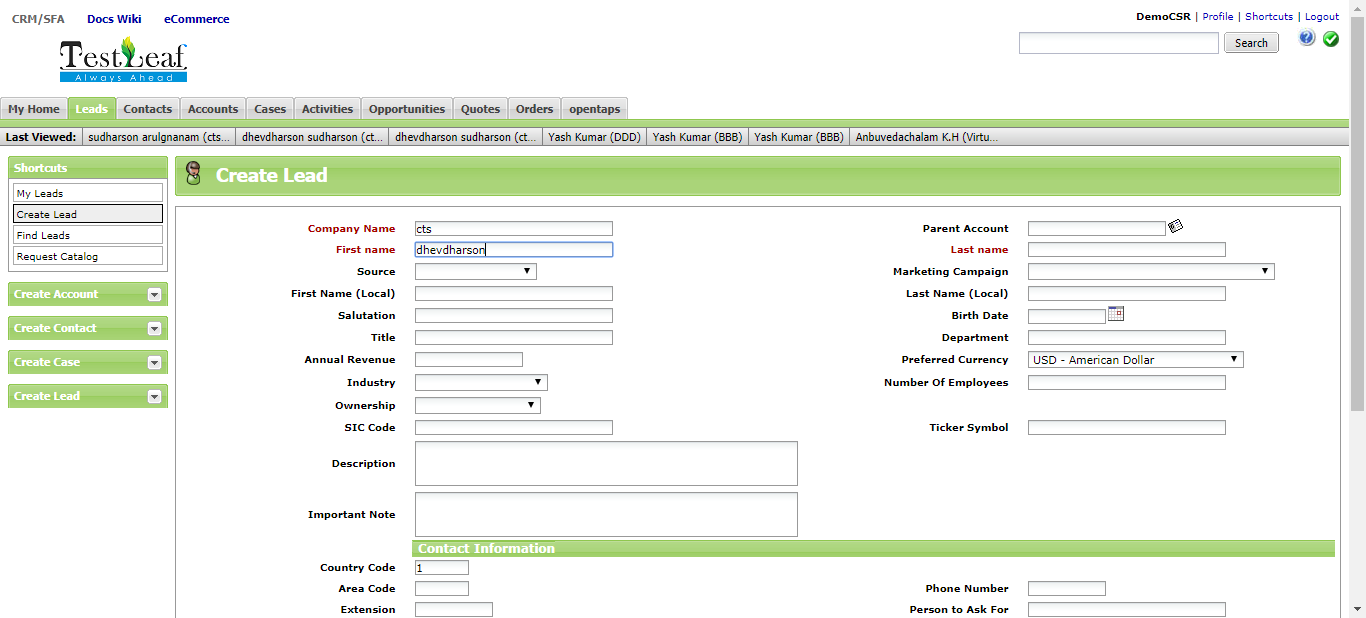 CRM/SFA Docs Wiki eCommerce
DemoCSR | Profile | Shortcuts | Logout
TestLeaf
Always Ahead
Search
My Home Leads Contacts Accounts Cases Activities Opportunities Quotes Orders opentaps
Last Viewed: sudharson arulgnanam (cts... dhevdharson sudharson (ct... dhevdharson sudharson (ct... Yash Kumar (DDD) Yash Kumar (BBB) Yash Kumar (BBB) Anbuvedachalam K.H (Virtu...
Shortcuts
My Leads
Create Lead
Find Leads
Request Catalog
Create Account
Create Contact
Create Case
Create Lead
Create Lead
Company Name cts Parent Account
First name dhevdharson Last name
Source Marketing Campaign
First Name (Local) Last Name (Local)
Salutation Birth Date
Title Department
Annual Revenue Preferred Currency USD - American Dollar
Industry Number Of Employees
Ownership
SIC Code Ticker Symbol
Description
Important Note
Contact Information
Country Code 1
Area Code Phone Number
Extension Person to Ask For